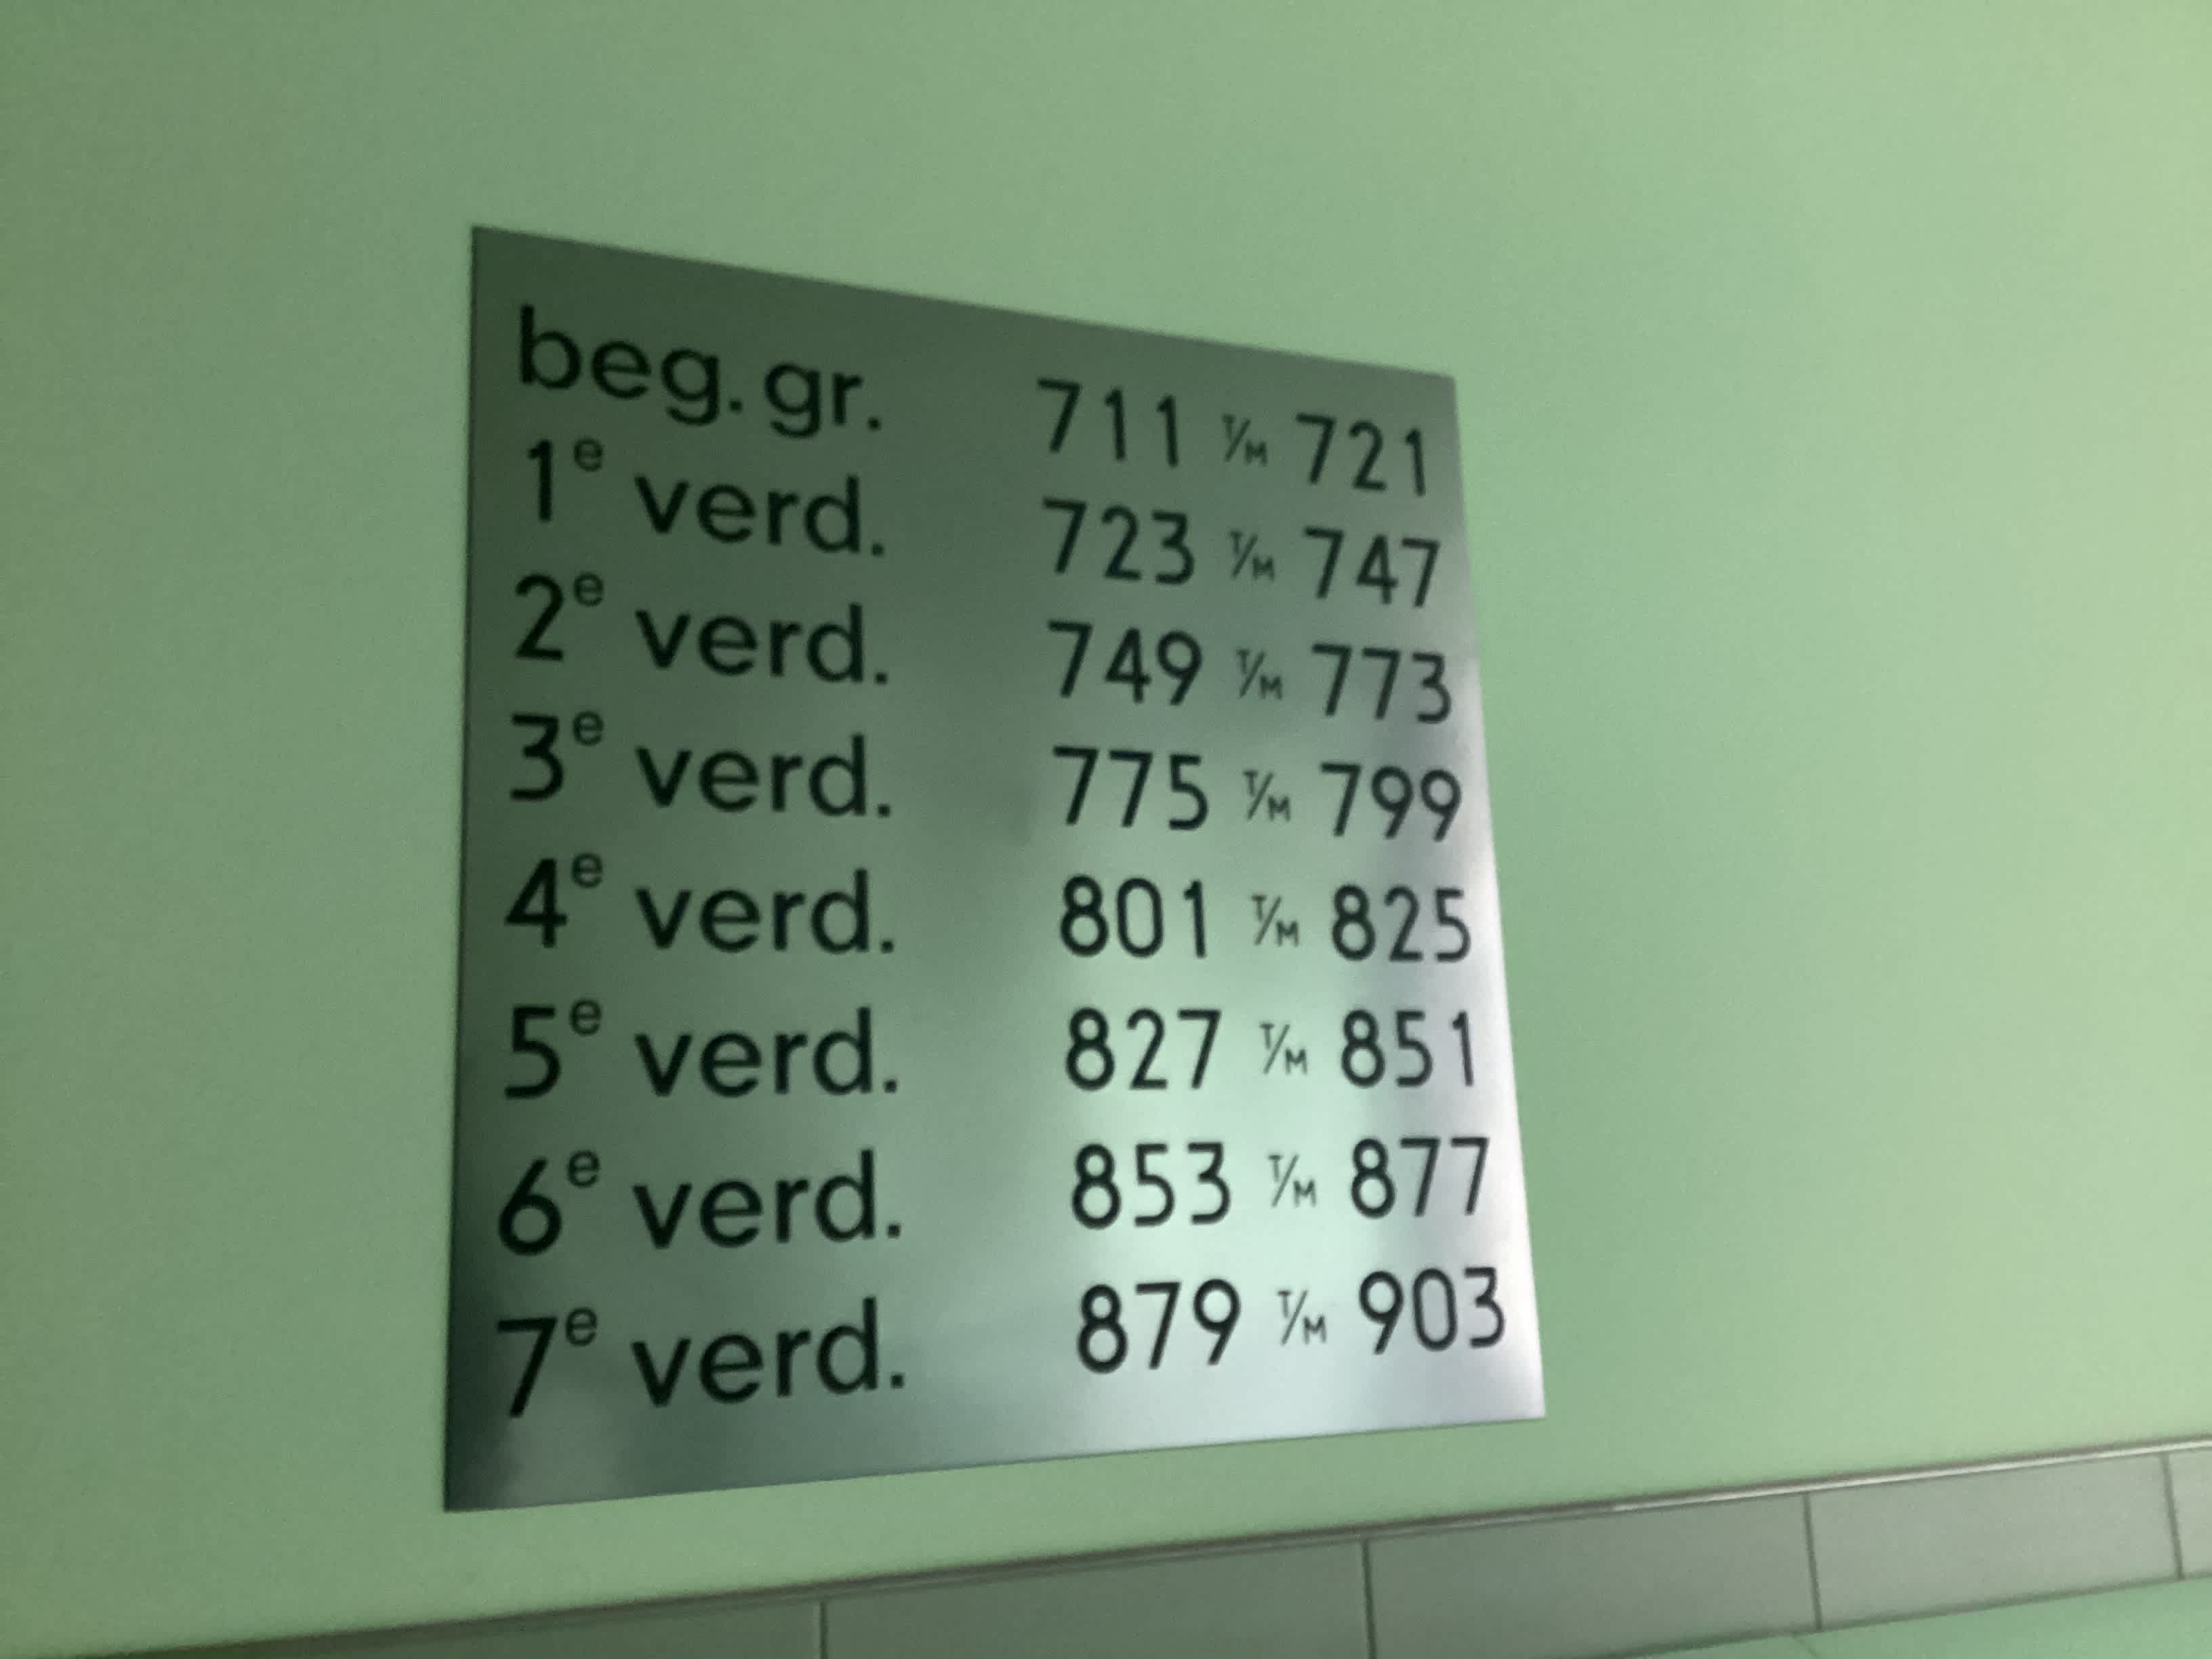 beg. gr. 711 T/M 721
1e verd. 723 T/M 747
2e verd. 749 T/M 773
3e verd. 775 T/M 799
4e verd. 801 T/M 825
5e verd. 827 T/M 851
6e verd. 853 T/M 877
7e verd. 879 T/M 903